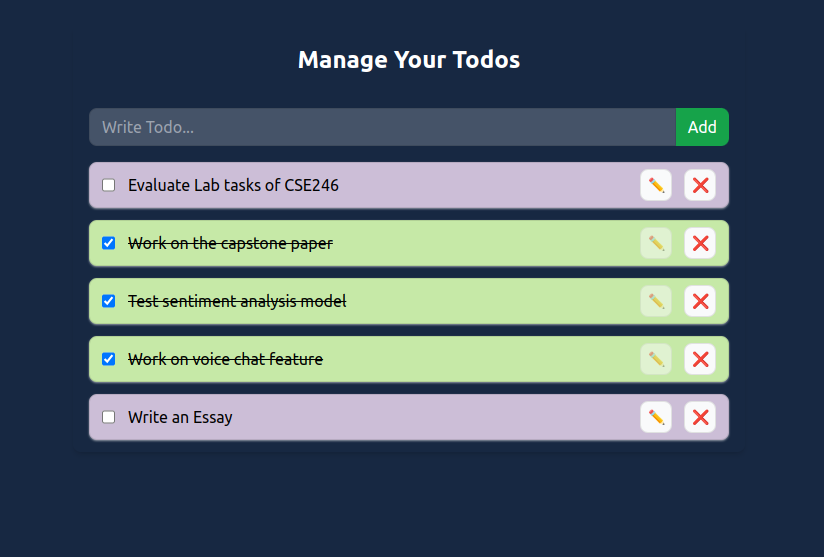 Manage Your Todos
Write Todo...
Add
Evaluate Lab tasks of CSE246
Work on the capstone paper
Test sentiment analysis model
Work on voice chat feature
Write an Essay